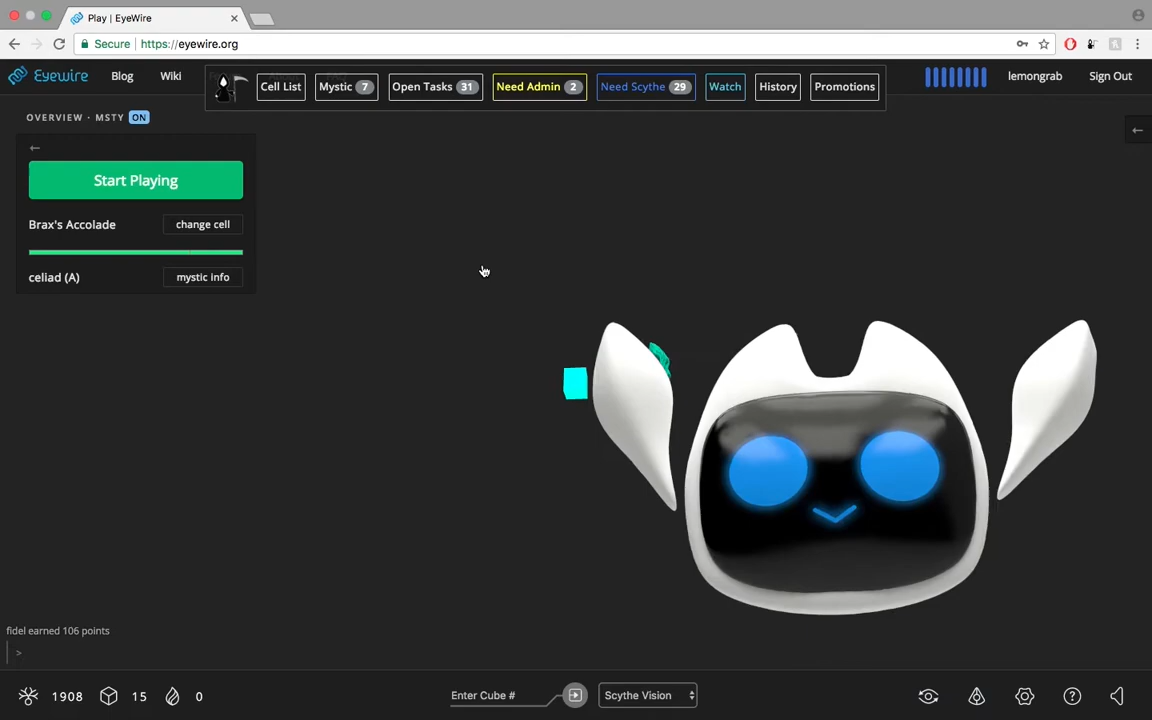 Play | EyeWire
Secure https://eyewire.org
Eyewire Blog Wiki Cell List Mystic 7 Open Tasks 31 Need Admin 2 Need Scythe 29 Watch History Promotions lemongrab Sign Out
OVERVIEW · MSTY ON
Start Playing
Brax's Accolade change cell
celiad (A) mystic info
fidel earned 106 points
>
1908 15 0 Enter Cube # Scythe Vision